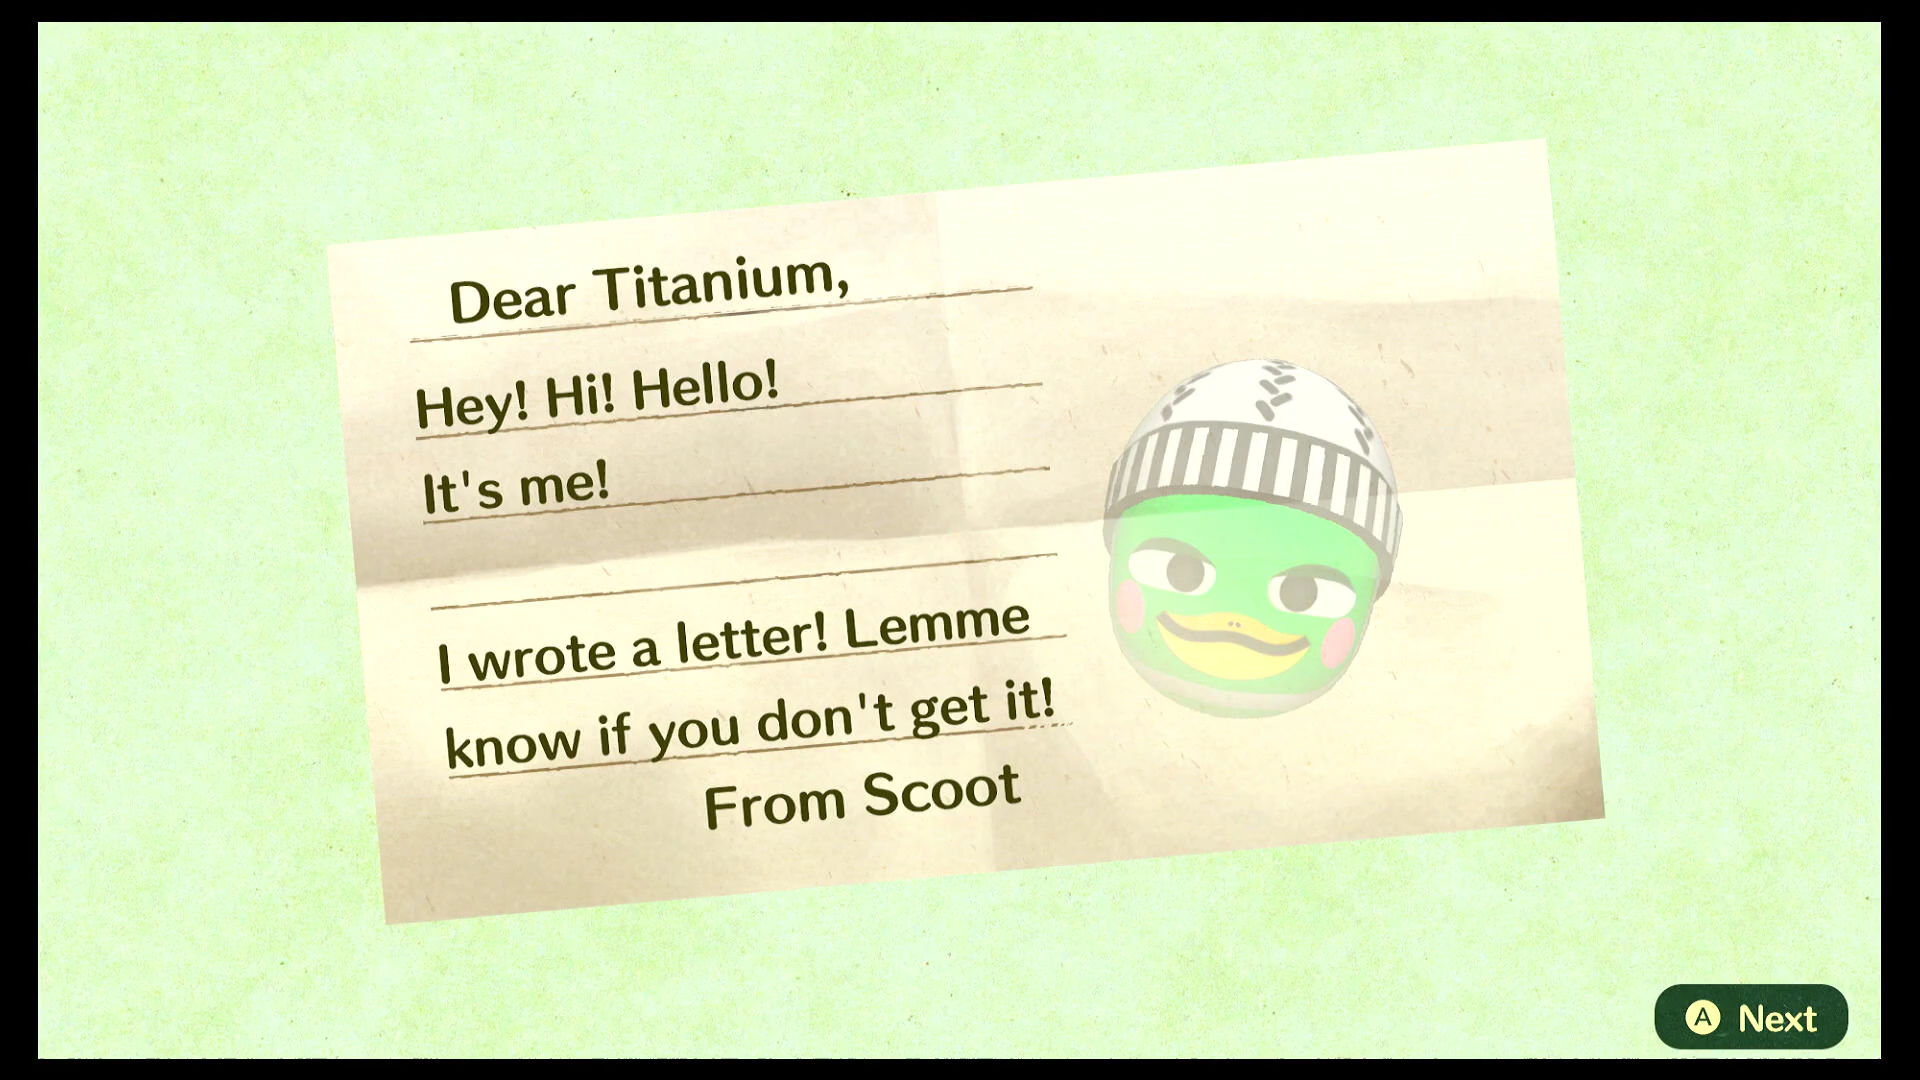 Dear Titanium,
Hey! Hi! Hello!
It's me!
I wrote a letter! Lemme
know if you don't get it!
From Scoot
A Next